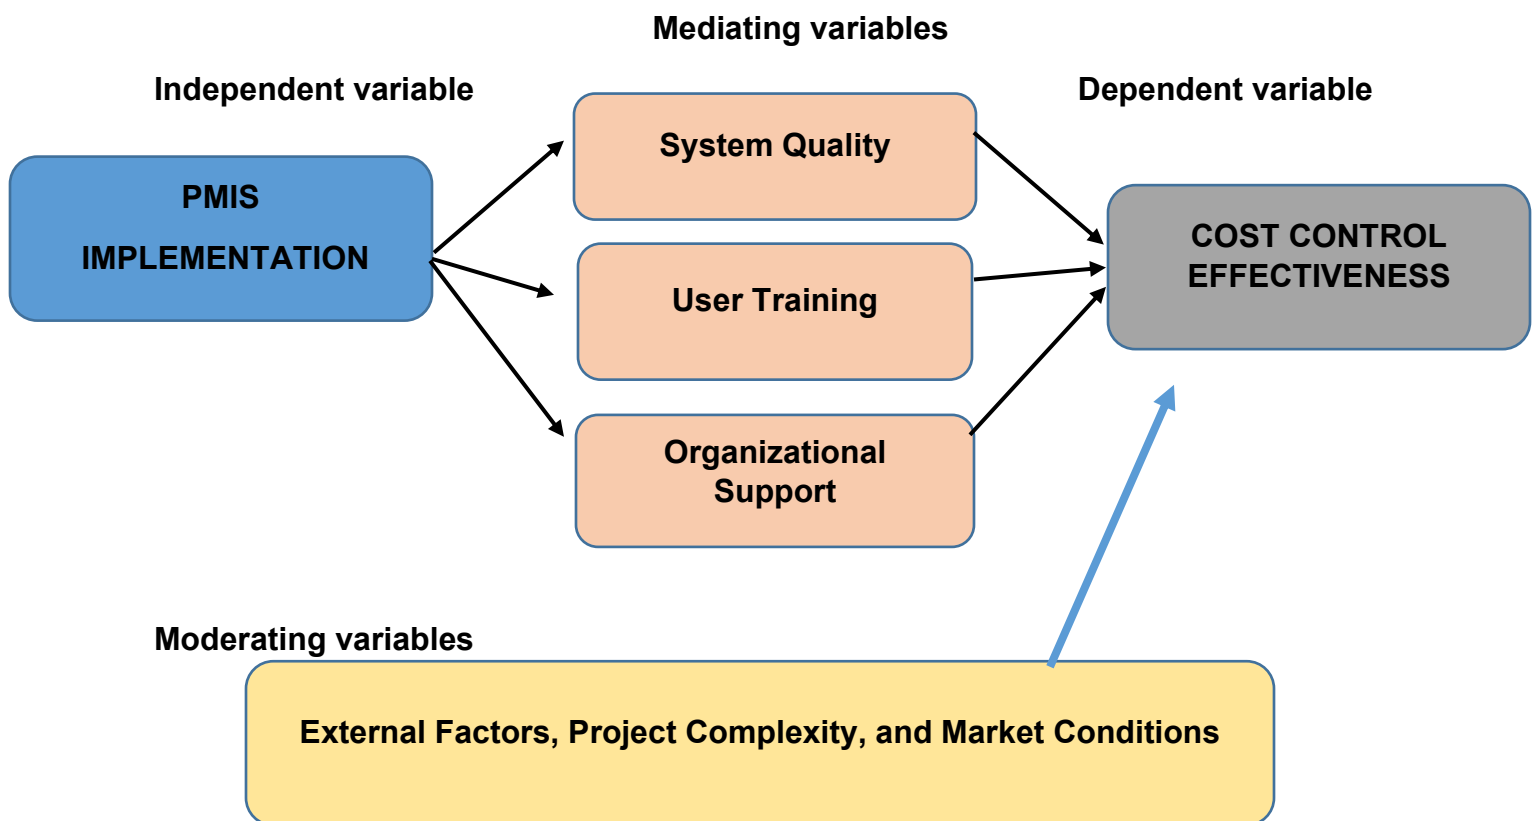 Mediating variables
Independent variable
Dependent variable
PMIS
IMPLEMENTATION
System Quality
User Training
Organizational
Support
COST CONTROL
EFFECTIVENESS
Moderating variables
External Factors, Project Complexity, and Market Conditions